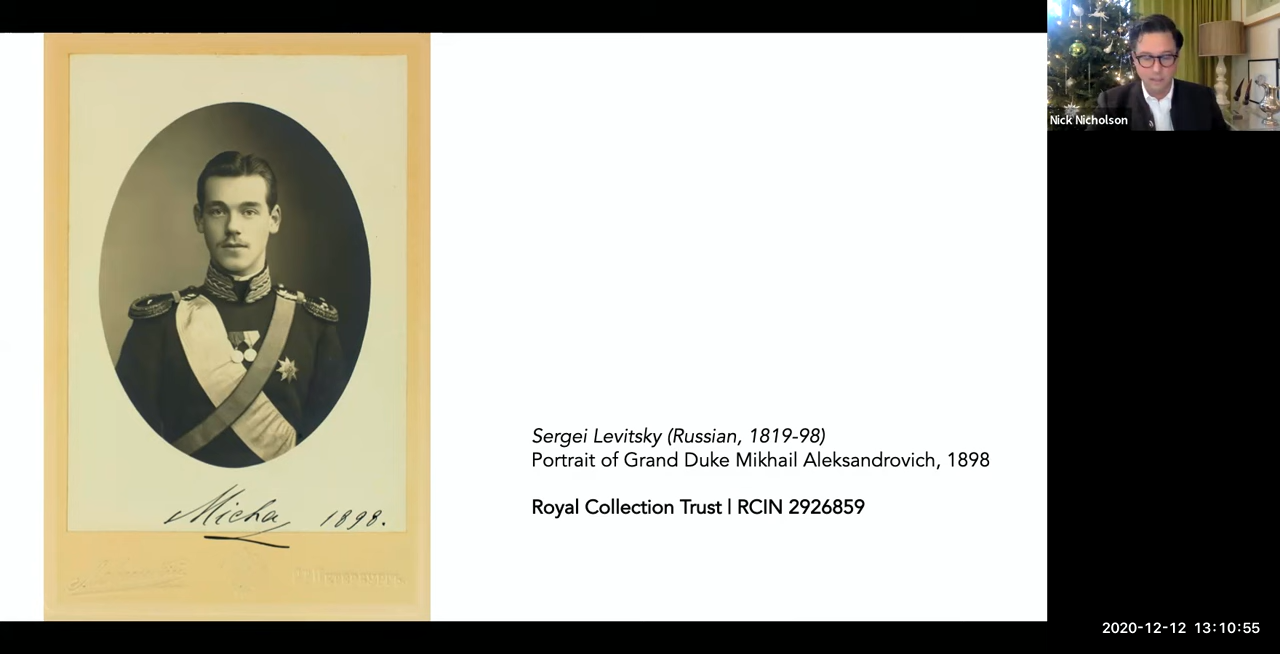 Nick Nicholson
Sergei Levitsky (Russian, 1819-98)
Portrait of Grand Duke Mikhail Aleksandrovich, 1898
Royal Collection Trust | RCIN 2926859
Micha 1898.
2020-12-12 13:10:55